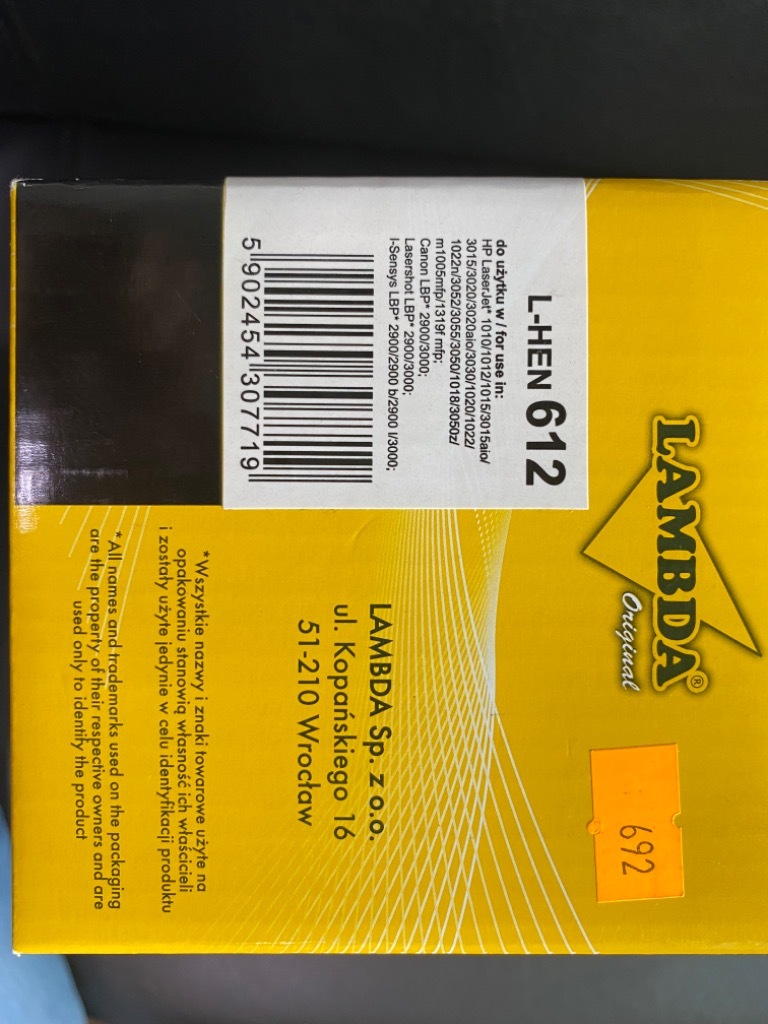 LAMBDA®
Original
692
L-HEN 612
do użytku w / for use in:
HP LaserJet* 1010/1012/1015/3015aio/
3015/3020/3020aio/3030/1020/1022/
1022n/3052/3055/3050/1018/3050z/
m1005mfp/1319f mfp;
Canon LBP* 2900/3000;
Lasershot LBP* 2900/3000;
I-Sensys LBP* 2900/2900 b/2900 I/3000;
5 902454 307719
LAMBDA Sp. z o.o.
ul. Kopańskiego 16
51-210 Wrocław
*Wszystkie nazwy i znaki towarowe użyte na
opakowaniu stanowią własność ich właścicieli
i zostały użyte jedynie w celu identyfikacji produktu
*All names and trademarks used on the packaging
are the property of their respective owners and are
used only to identify the product